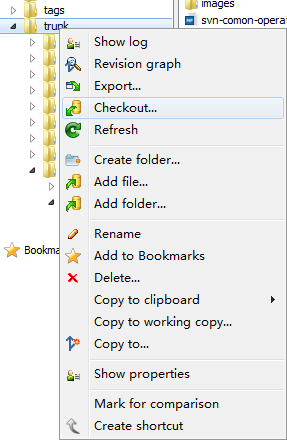 tags
images
trunk
svn-comon-operat
Show log
Revision graph
Export...
Checkout...
Refresh
Create folder...
Add file...
Add folder...
Rename
Bookma
Add to Bookmarks
Delete...
Copy to clipboard
Copy to working copy...
Copy to...
Show properties
Mark for comparison
Create shortcut